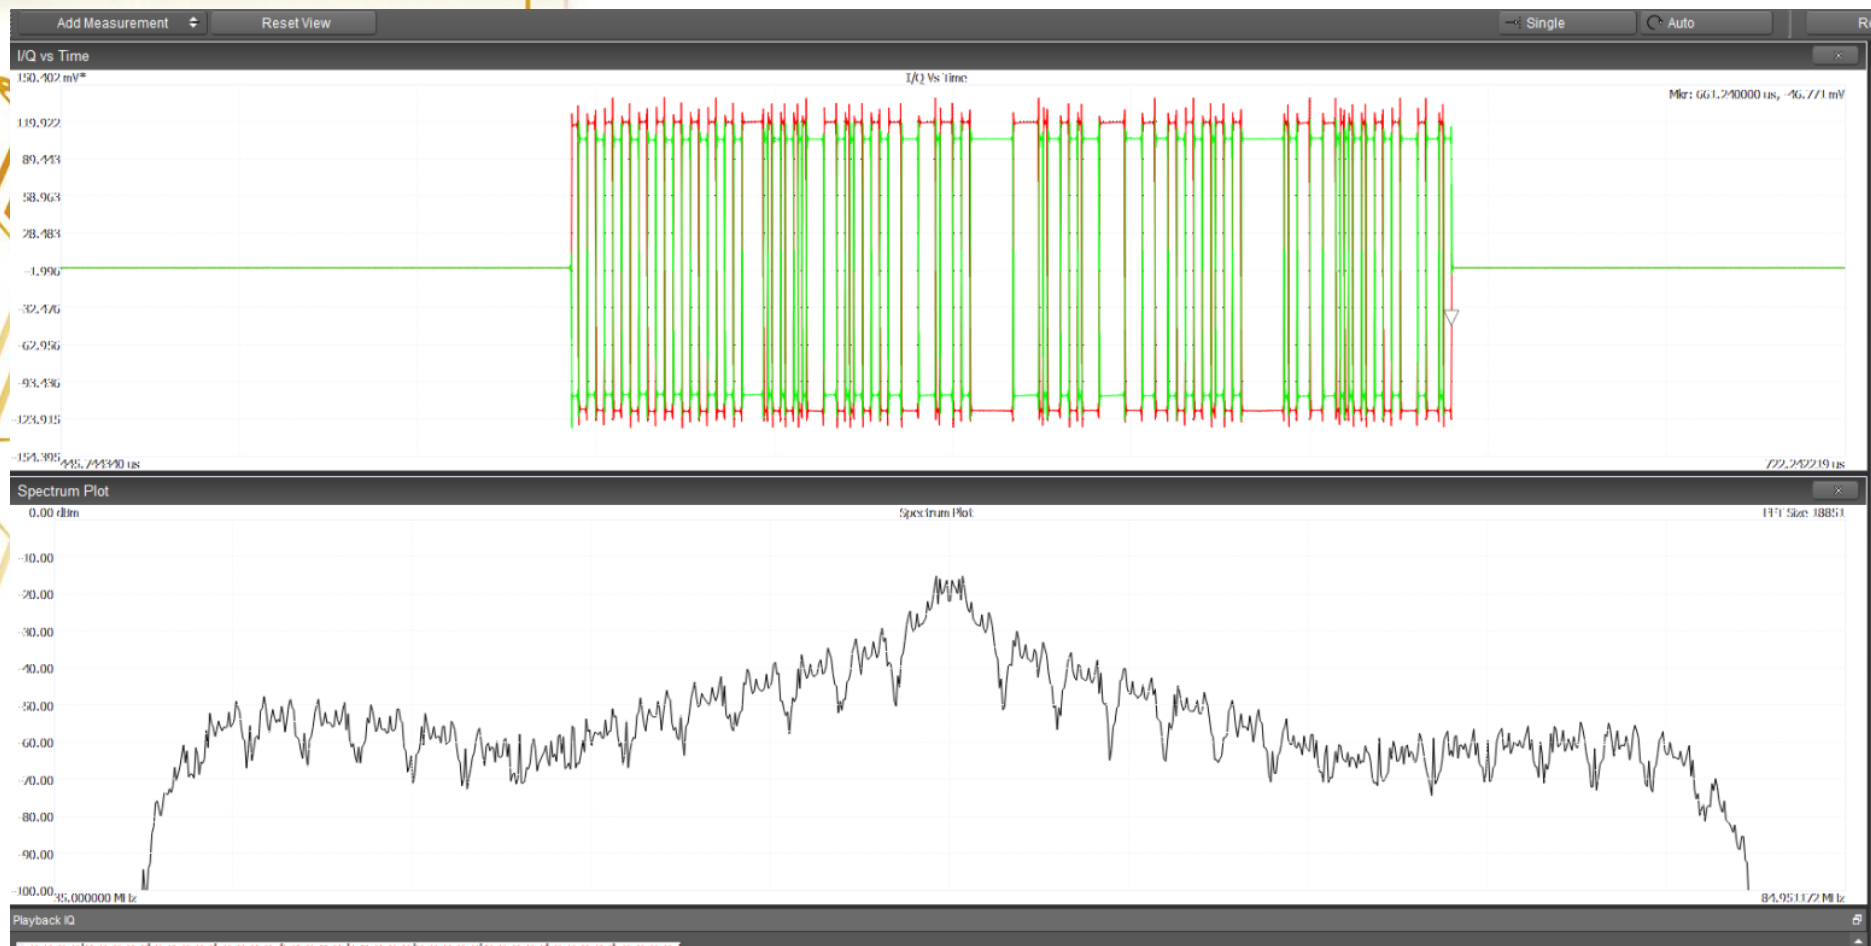 Add Measurement
Reset View
Single
Auto
I/Q vs Time
150.402 mV*
I/Q Vs Time
Mkr: 661.240000 us, -46.771 mV
119.922
89.443
58.963
28.483
-1.996
-32.476
-62.956
-93.436
-123.915
-154.395
445.744340 us
722.242219 us
Spectrum Plot
0.00 dBm
Spectrum Plot
FFT Size 18851
-10.00
-20.00
-30.00
-40.00
-50.00
-60.00
-70.00
-80.00
-90.00
-100.00
35.000000 MHz
84.951172 MHz
Playback IQ